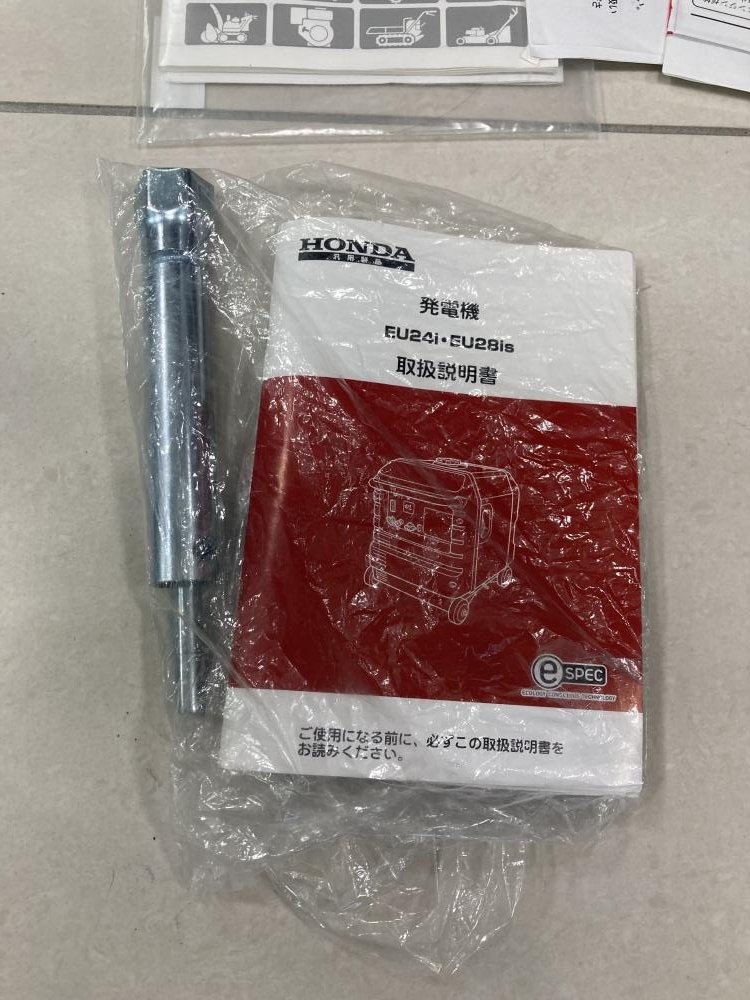 HONDA
汎用製品
発電機
EU24i・EU28is
取扱説明書
e SPEC
ECOLOGY CONSCIOUS TECHNOLOGY
ご使用になる前に、必ずこの取扱説明書を
お読みください。